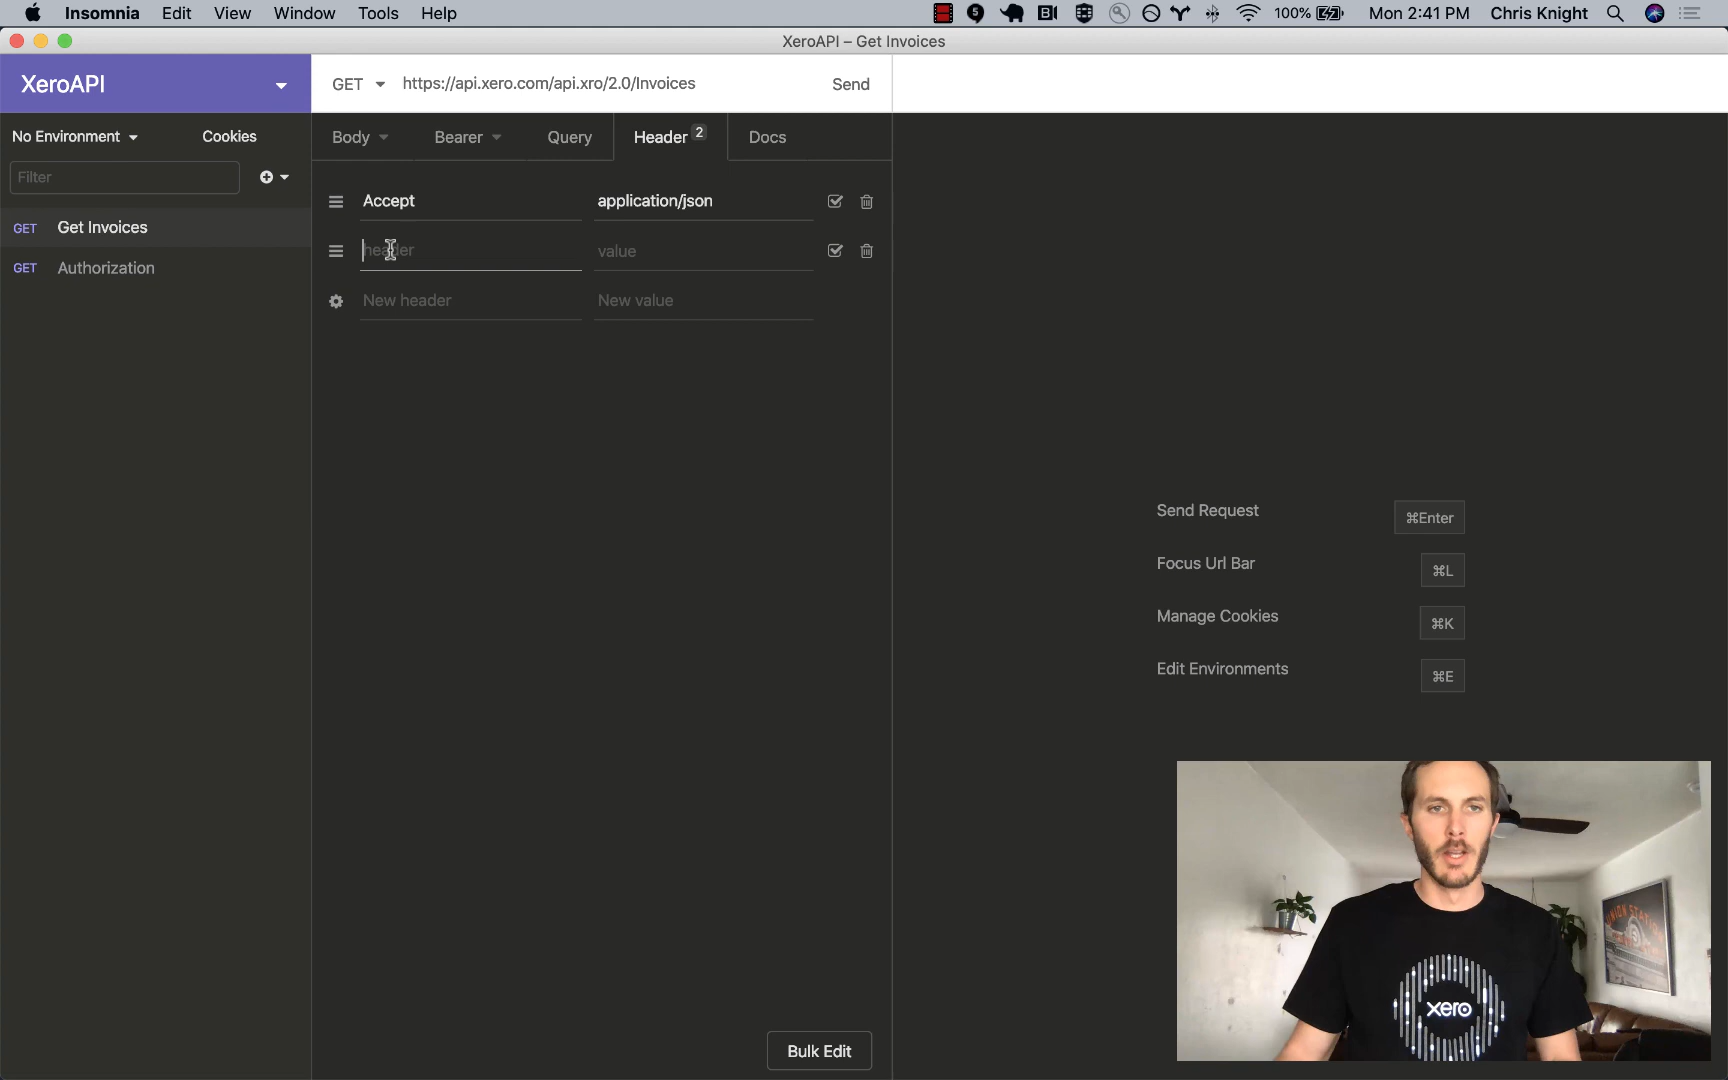 Insomnia Edit View Window Tools Help 5 100% Mon 2:41 PM Chris Knight
XeroAPI – Get Invoices
XeroAPI
GET https://api.xero.com/api.xro/2.0/Invoices Send
No Environment Cookies
Body Bearer Query Header 2 Docs
Filter
Accept application/json
GET Get Invoices
header value
GET Authorization
New header New value
Send Request ⌘Enter
Focus Url Bar ⌘L
Manage Cookies ⌘K
Edit Environments ⌘E
UNION STATION
xero
Bulk Edit